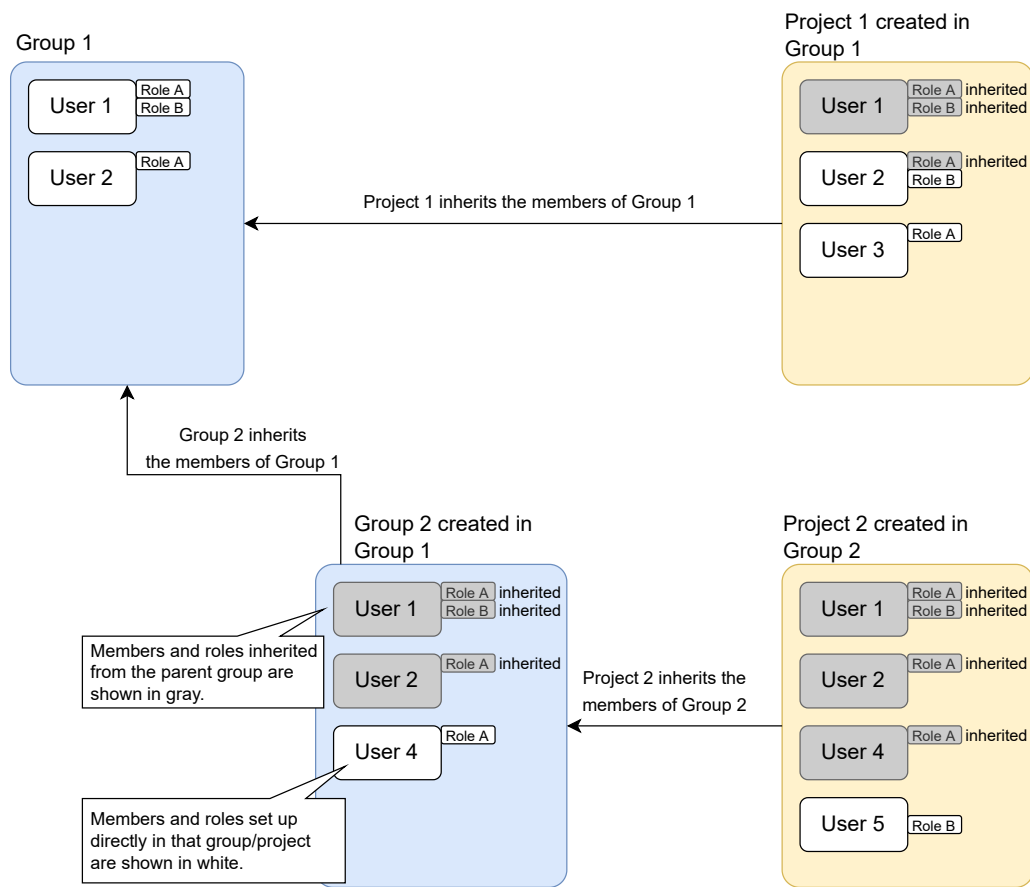 Group 1
User 1
Role A
Role B
User 2
Role A
Project 1 inherits the members of Group 1
Project 1 created in
Group 1
User 1
Role A inherited
Role B inherited
User 2
Role A inherited
Role B
User 3
Role A
Group 2 inherits
the members of Group 1
Group 2 created in
Group 1
User 1
Role A inherited
Role B inherited
User 2
Role A inherited
User 4
Role A
Members and roles inherited
from the parent group are
shown in gray.
Members and roles set up
directly in that group/project
are shown in white.
Project 2 inherits the
members of Group 2
Project 2 created in
Group 2
User 1
Role A inherited
Role B inherited
User 2
Role A inherited
User 4
Role A inherited
User 5
Role B